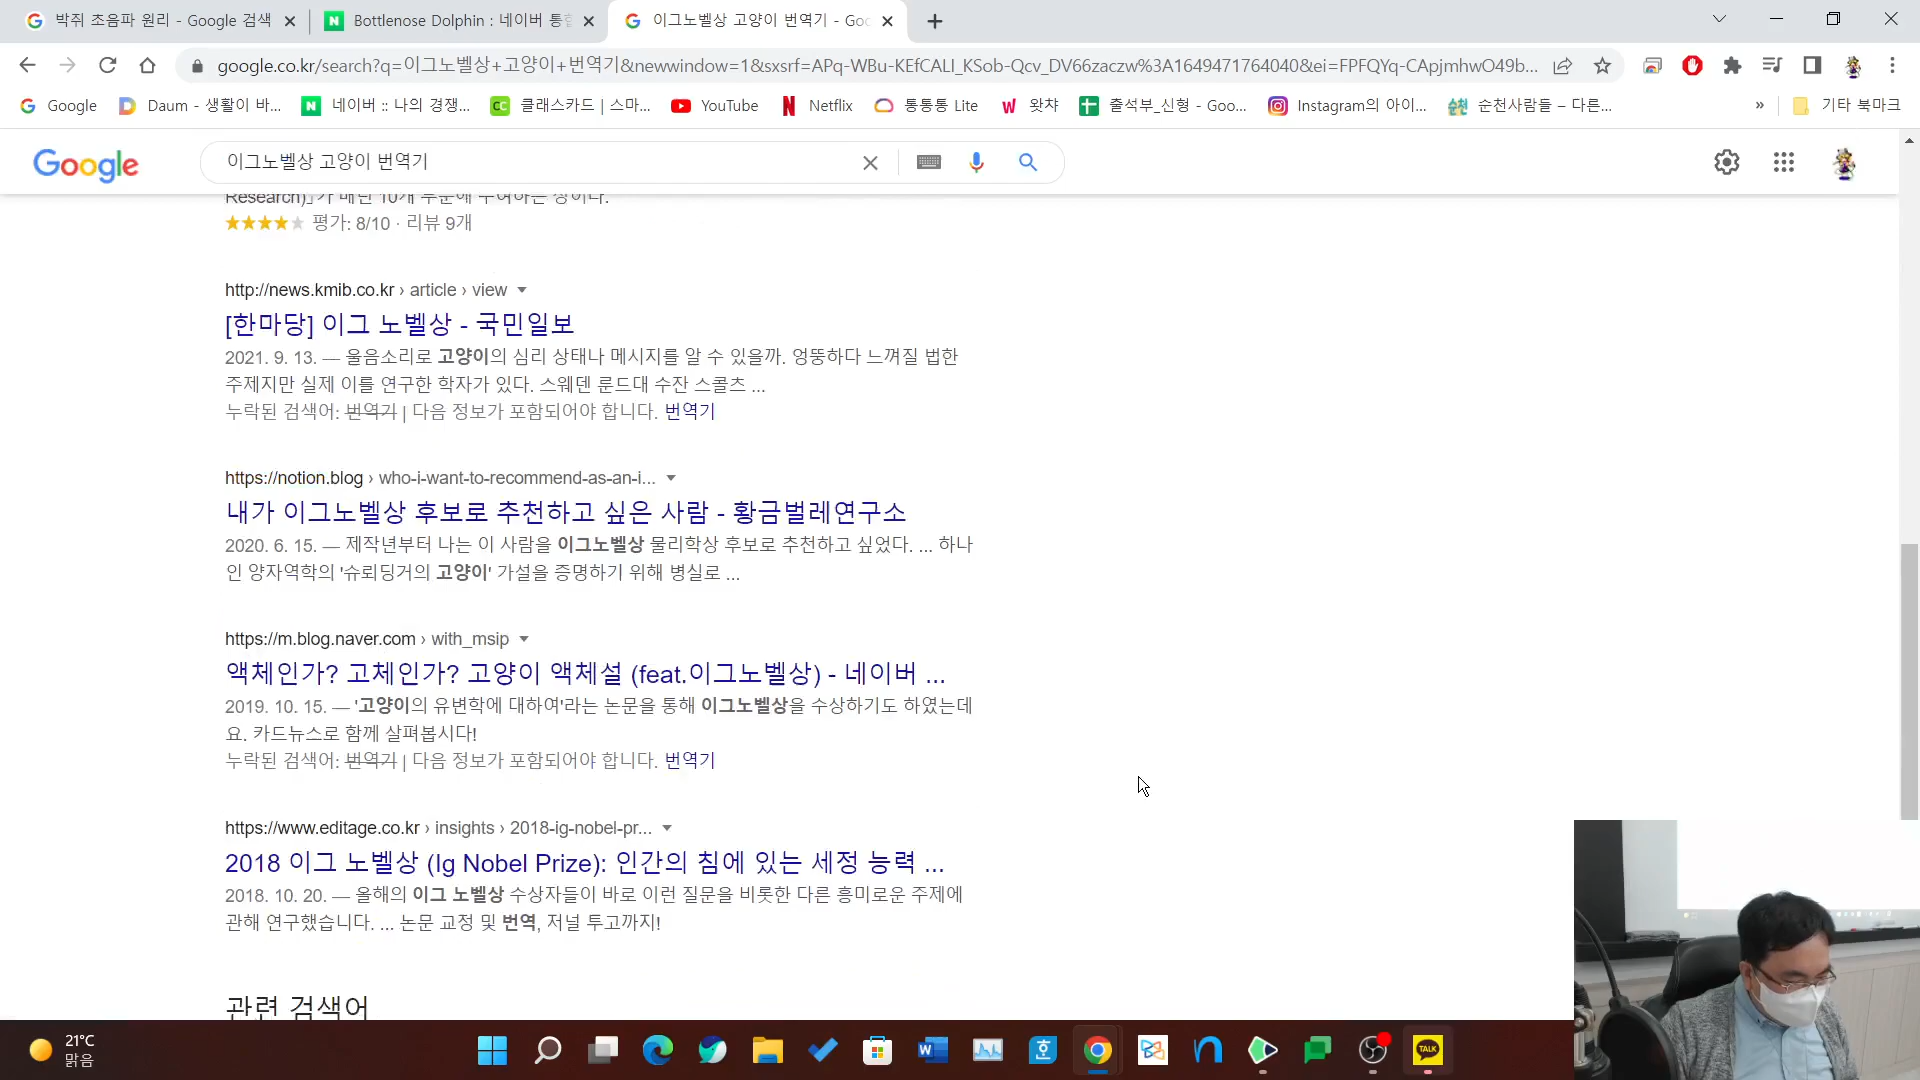 박쥐 조음파 원리 - Google 검색
Bottlenose Dolphin : 네이버 통합
이그노벨상 고양이 번역기 - Goo
google.co.kr/search?q=이그노벨상+고양이+번역기&newwindow=1&sxsrf=APq-WBu-KEfCALI_KSob-Qcv_DV66zaczw%3A1649471764040&ei=FPFQYq-CApjmhwO49b...
Google
Daum - 생활이 바...
네이버 :: 나의 경쟁...
클래스카드 | 스마...
YouTube
Netflix
통통통 Lite
왓챠
출석부_신형 - Goo...
Instagram의 아이...
순천사람들 – 다른...
»
기타 북마크
Google
이그노벨상 고양이 번역기
Research)」가 매년 10개 부문에 수여하는 상이다.
평가: 8/10 · 리뷰 9개
http://news.kmib.co.kr › article › view
[한마당] 이그 노벨상 - 국민일보
2021. 9. 13. — 울음소리로 고양이의 심리 상태나 메시지를 알 수 있을까. 엉뚱하다 느껴질 법한
주제지만 실제 이를 연구한 학자가 있다. 스웨덴 룬드대 수잔 스콜츠 ...
누락된 검색어: 번역기 | 다음 정보가 포함되어야 합니다. 번역기
https://notion.blog › who-i-want-to-recommend-as-an-i...
내가 이그노벨상 후보로 추천하고 싶은 사람 - 황금벌레연구소
2020. 6. 15. — 제작년부터 나는 이 사람을 이그노벨상 물리학상 후보로 추천하고 싶었다. ... 하나
인 양자역학의 '슈뢰딩거의 고양이' 가설을 증명하기 위해 병실로 ...
https://m.blog.naver.com › with_msip
액체인가? 고체인가? 고양이 액체설 (feat.이그노벨상) - 네이버 ...
2019. 10. 15. — '고양이의 유변학에 대하여'라는 논문을 통해 이그노벨상을 수상하기도 하였는데
요. 카드뉴스로 함께 살펴봅시다!
누락된 검색어: 번역기 | 다음 정보가 포함되어야 합니다. 번역기
https://www.editage.co.kr › insights › 2018-ig-nobel-pr...
2018 이그 노벨상 (Ig Nobel Prize): 인간의 침에 있는 세정 능력 ...
2018. 10. 20. — 올해의 이그 노벨상 수상자들이 바로 이런 질문을 비롯한 다른 흥미로운 주제에
관해 연구했습니다. ... 논문 교정 및 번역, 저널 투고까지!
관련 검색어
21°C
맑음
TALK